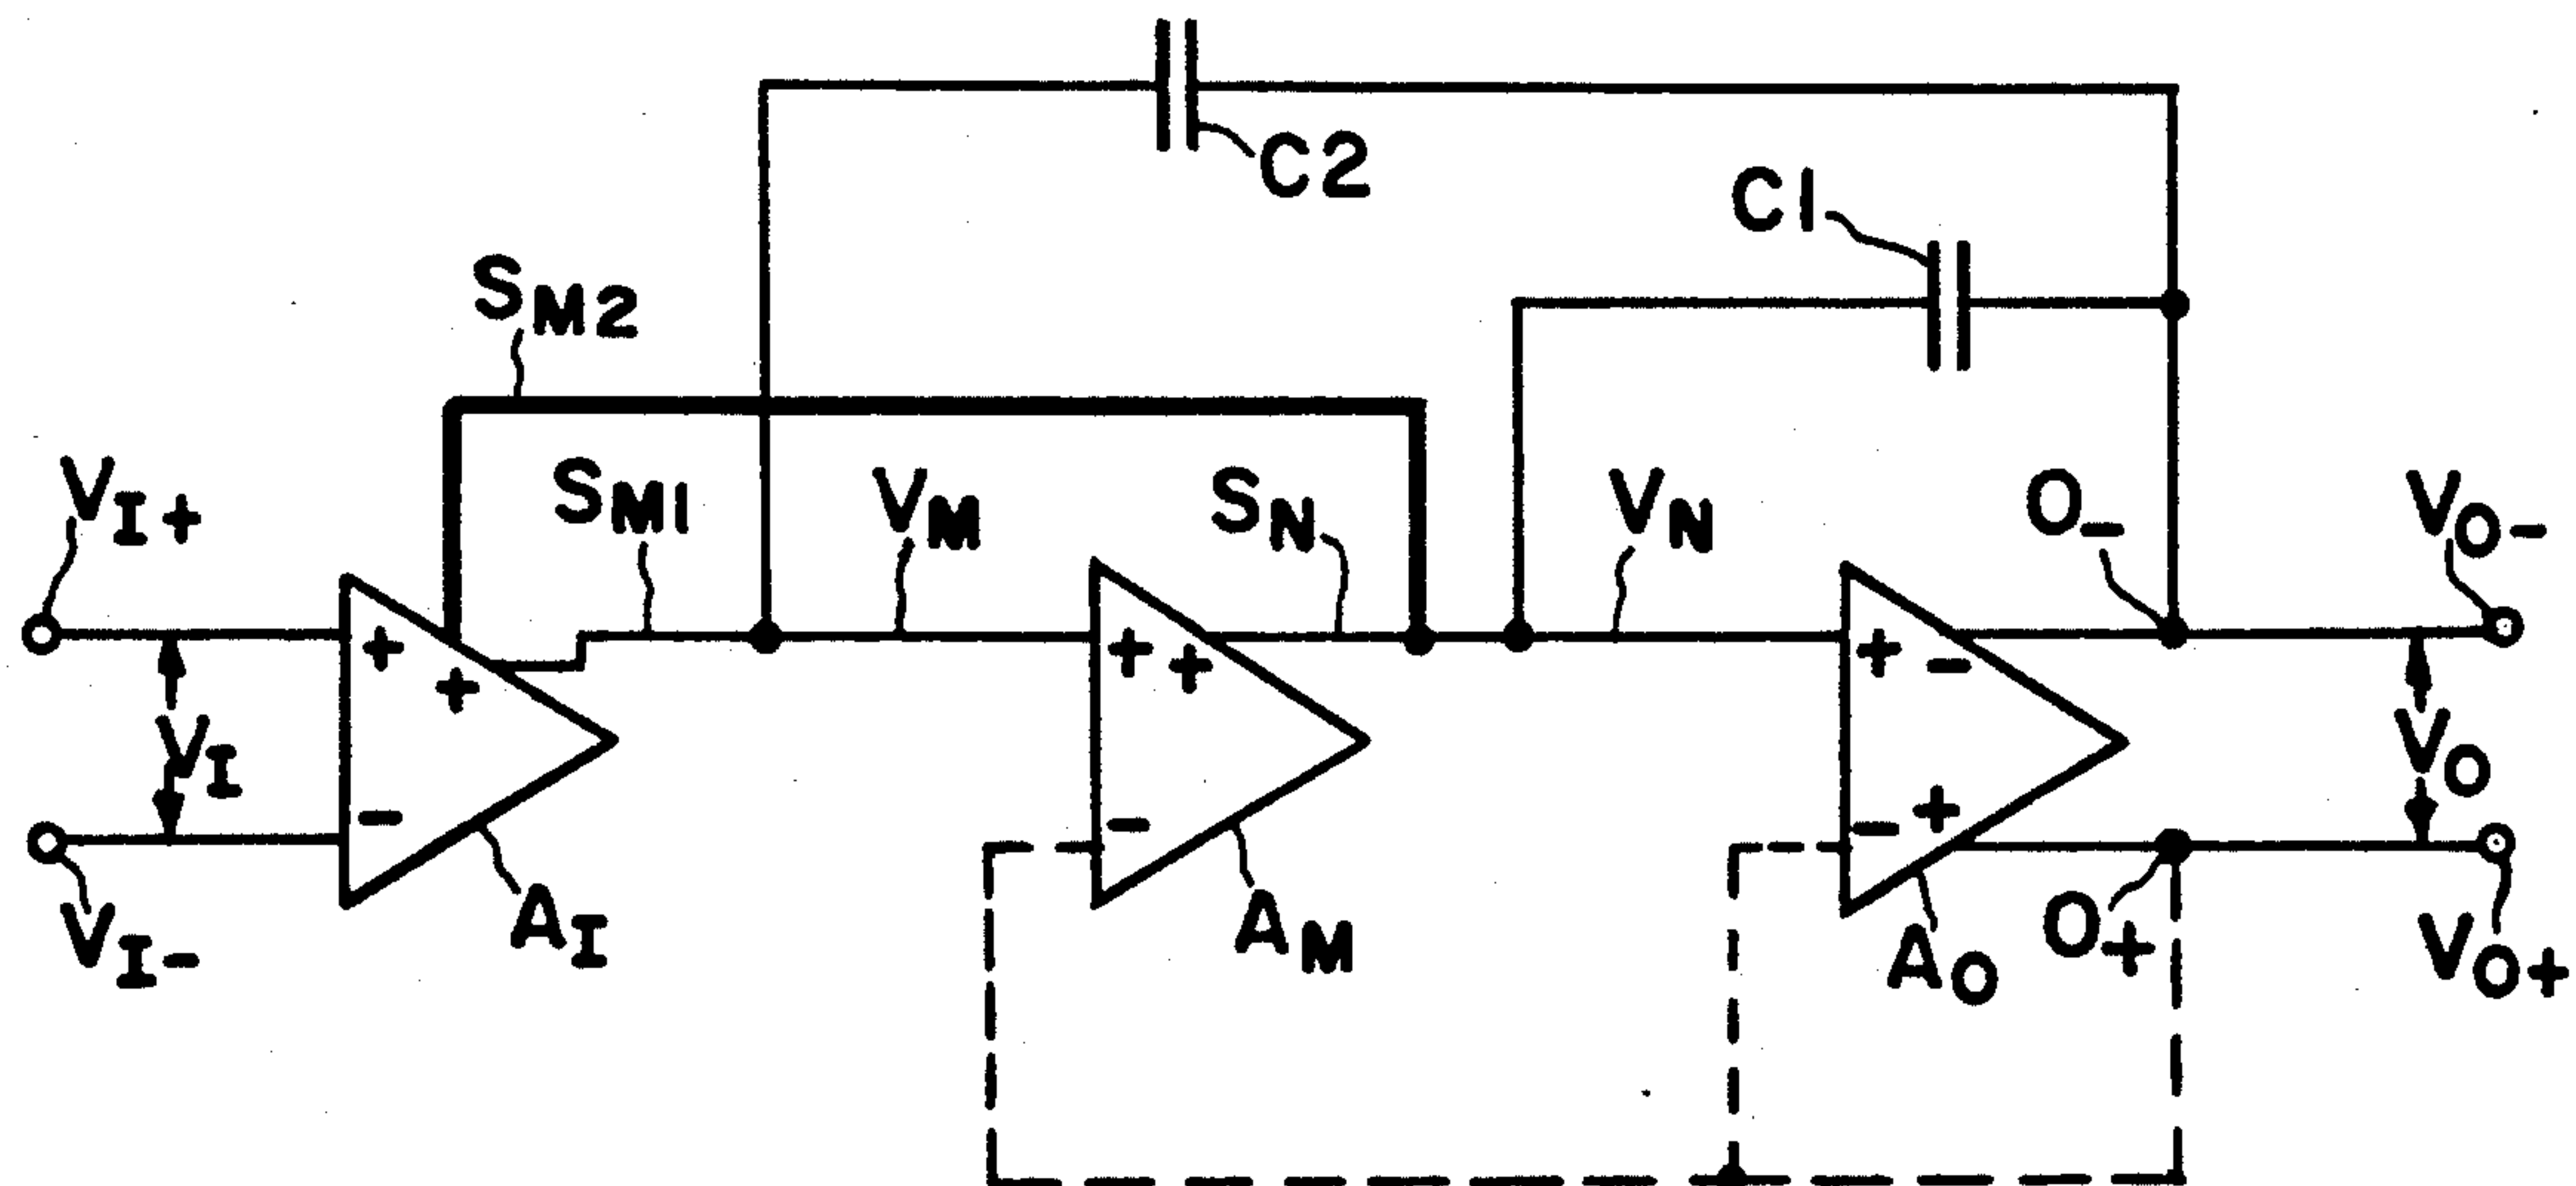 C2
C1
SM2
VI+
SM1
VM
SN
VN
O-
VO-
+
+
+
+
+
-
VI
VO
-
-
-
+
VI-
AI
AM
AO
O+
VO+